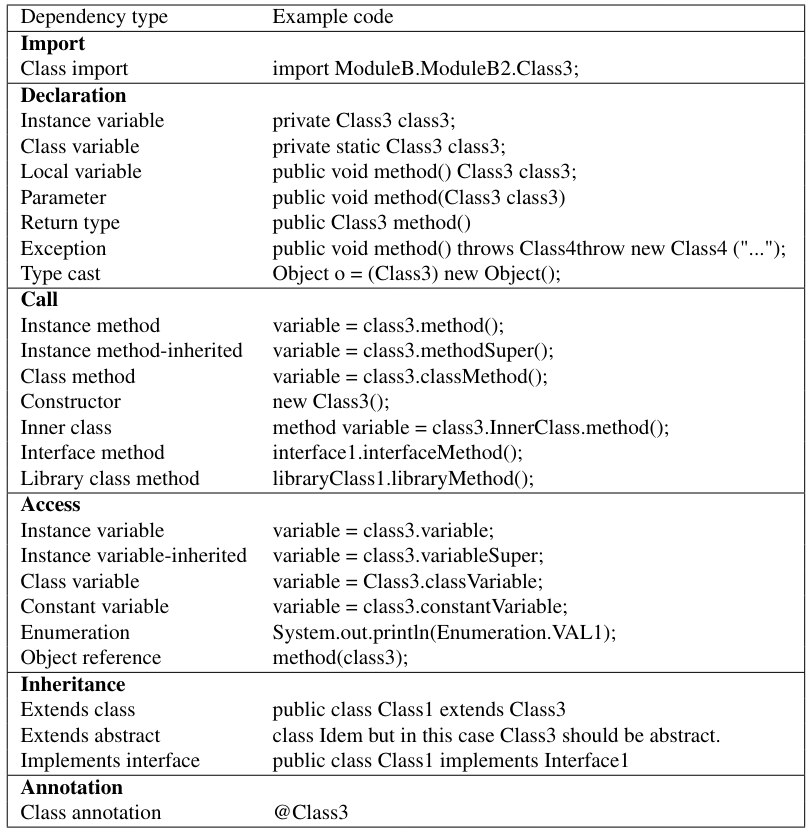 Dependency type Example code
Import
Class import import ModuleB.ModuleB2.Class3;
Declaration
Instance variable private Class3 class3;
Class variable private static Class3 class3;
Local variable public void method() Class3 class3;
Parameter public void method(Class3 class3)
Return type public Class3 method()
Exception public void method() throws Class4throw new Class4 ("...");
Type cast Object o = (Class3) new Object();
Call
Instance method variable = class3.method();
Instance method-inherited variable = class3.methodSuper();
Class method variable = class3.classMethod();
Constructor new Class3();
Inner class method variable = class3.InnerClass.method();
Interface method interface1.interfaceMethod();
Library class method libraryClass1.libraryMethod();
Access
Instance variable variable = class3.variable;
Instance variable-inherited variable = class3.variableSuper;
Class variable variable = Class3.classVariable;
Constant variable variable = class3.constantVariable;
Enumeration System.out.println(Enumeration.VAL1);
Object reference method(class3);
Inheritance
Extends class public class Class1 extends Class3
Extends abstract class Idem but in this case Class3 should be abstract.
Implements interface public class Class1 implements Interface1
Annotation
Class annotation @Class3